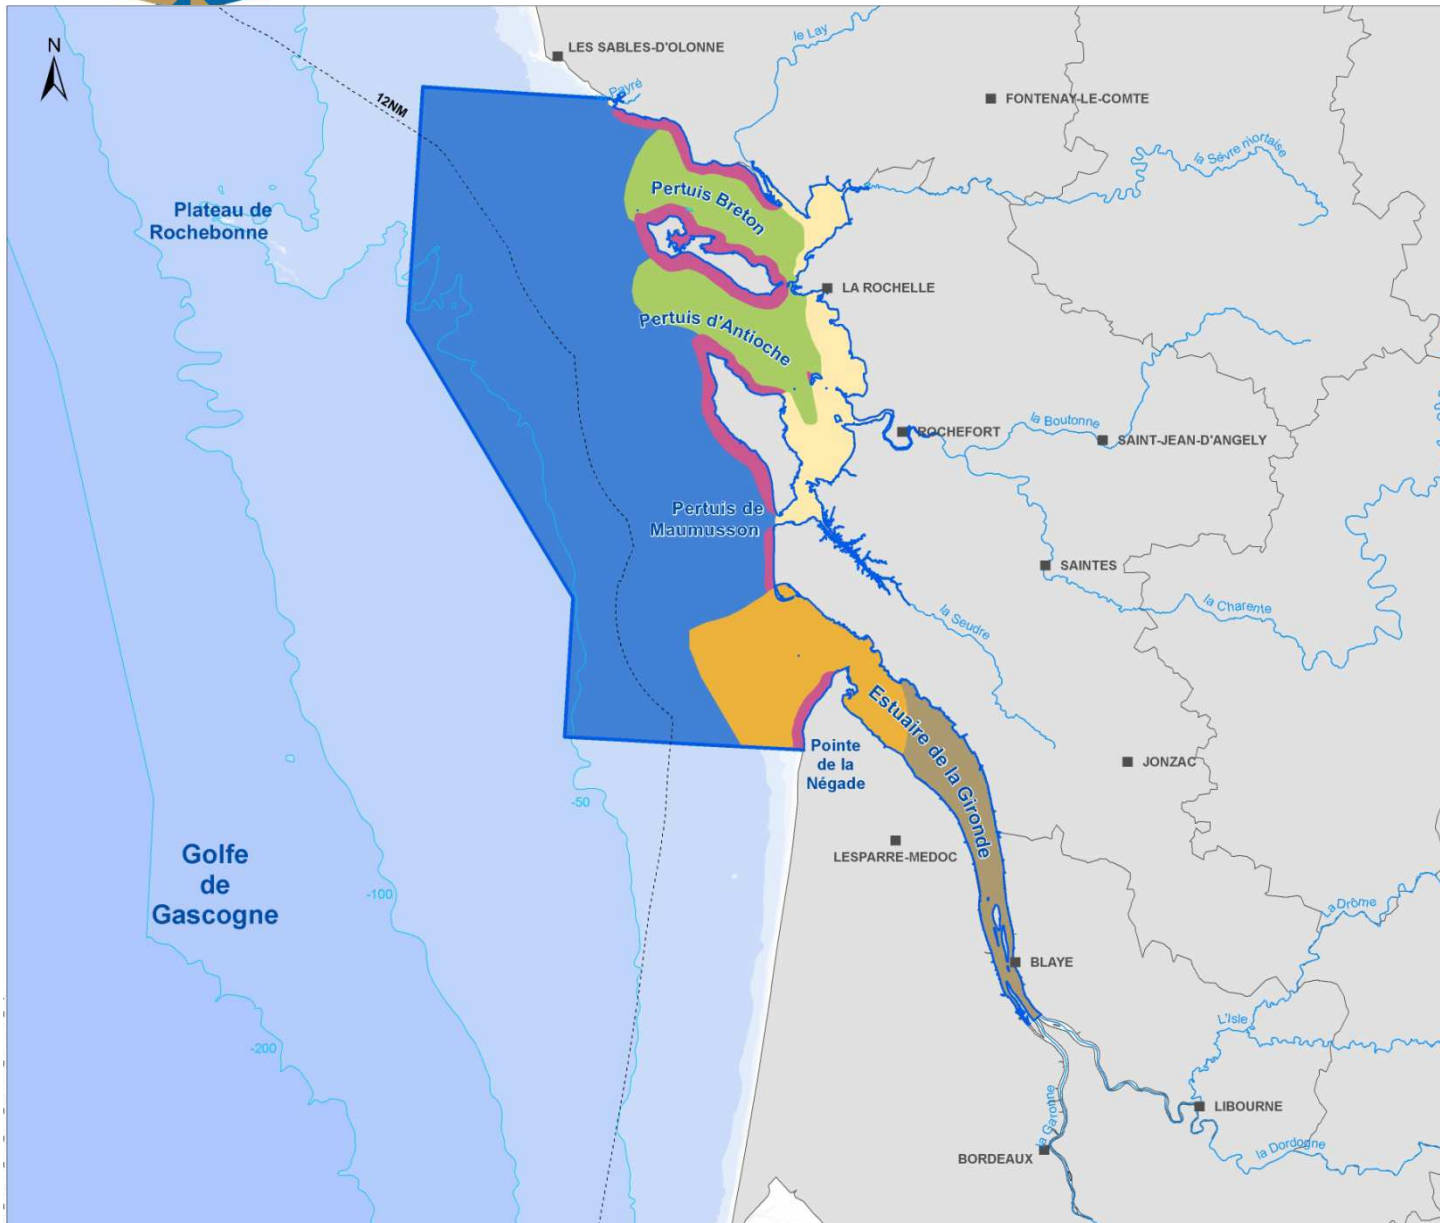 N
LES SABLES-D'OLONNE
le Lay
Payré
12NM
FONTENAY-LE-COMTE
la Sèvre niortaise
Pertuis Breton
Plateau de
Rochebonne
LA ROCHELLE
Pertuis d'Antioche
la Boutonne
ROCHEFORT
SAINT-JEAN-D'ANGELY
Pertuis de
Maumusson
SAINTES
la Charente
la Seudre
Estuaire de la Gironde
Pointe
de la
Négade
JONZAC
-50
LESPARRE-MEDOC
Golfe
de
Gascogne
-100
La Drôme
BLAYE
L'Isle
-200
LIBOURNE
la Garonne
la Dordogne
BORDEAUX